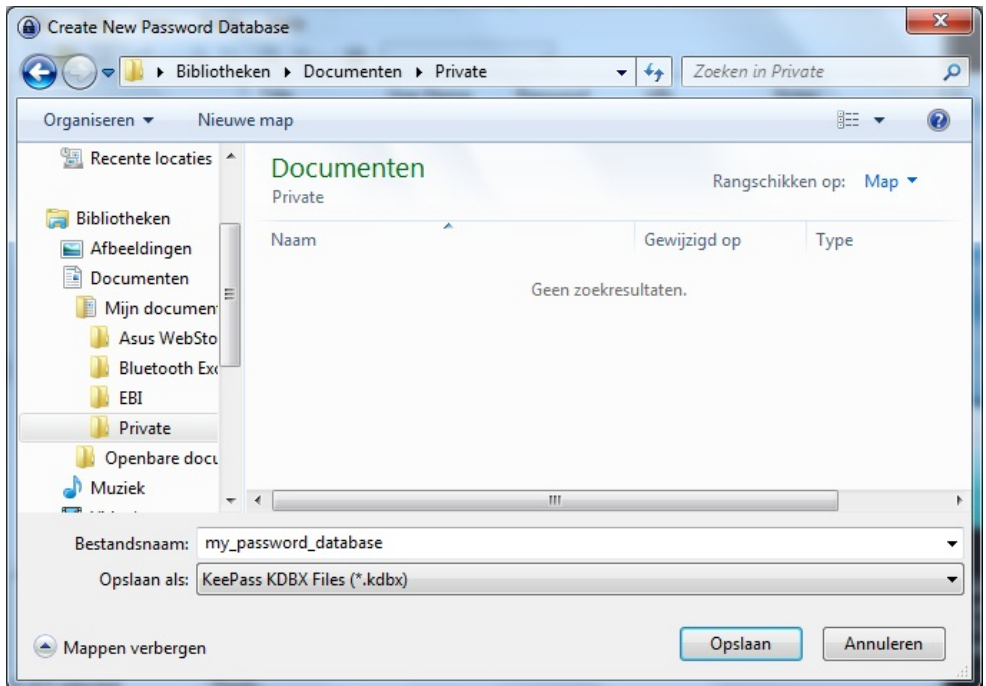 Create New Password Database
Bibliotheken Documenten Private
Zoeken in Private
Organiseren Nieuwe map
Recente locaties
Bibliotheken
Afbeeldingen
Documenten
Mijn documen
Asus WebSto
Bluetooth Exc
EBI
Private
Openbare docu
Muziek
Documenten
Private
Rangschikken op: Map
Naam Gewijzigd op Type
Geen zoekresultaten.
Bestandsnaam: my_password_database
Opslaan als: KeePass KDBX Files (*.kdbx)
Mappen verbergen
Opslaan Annuleren